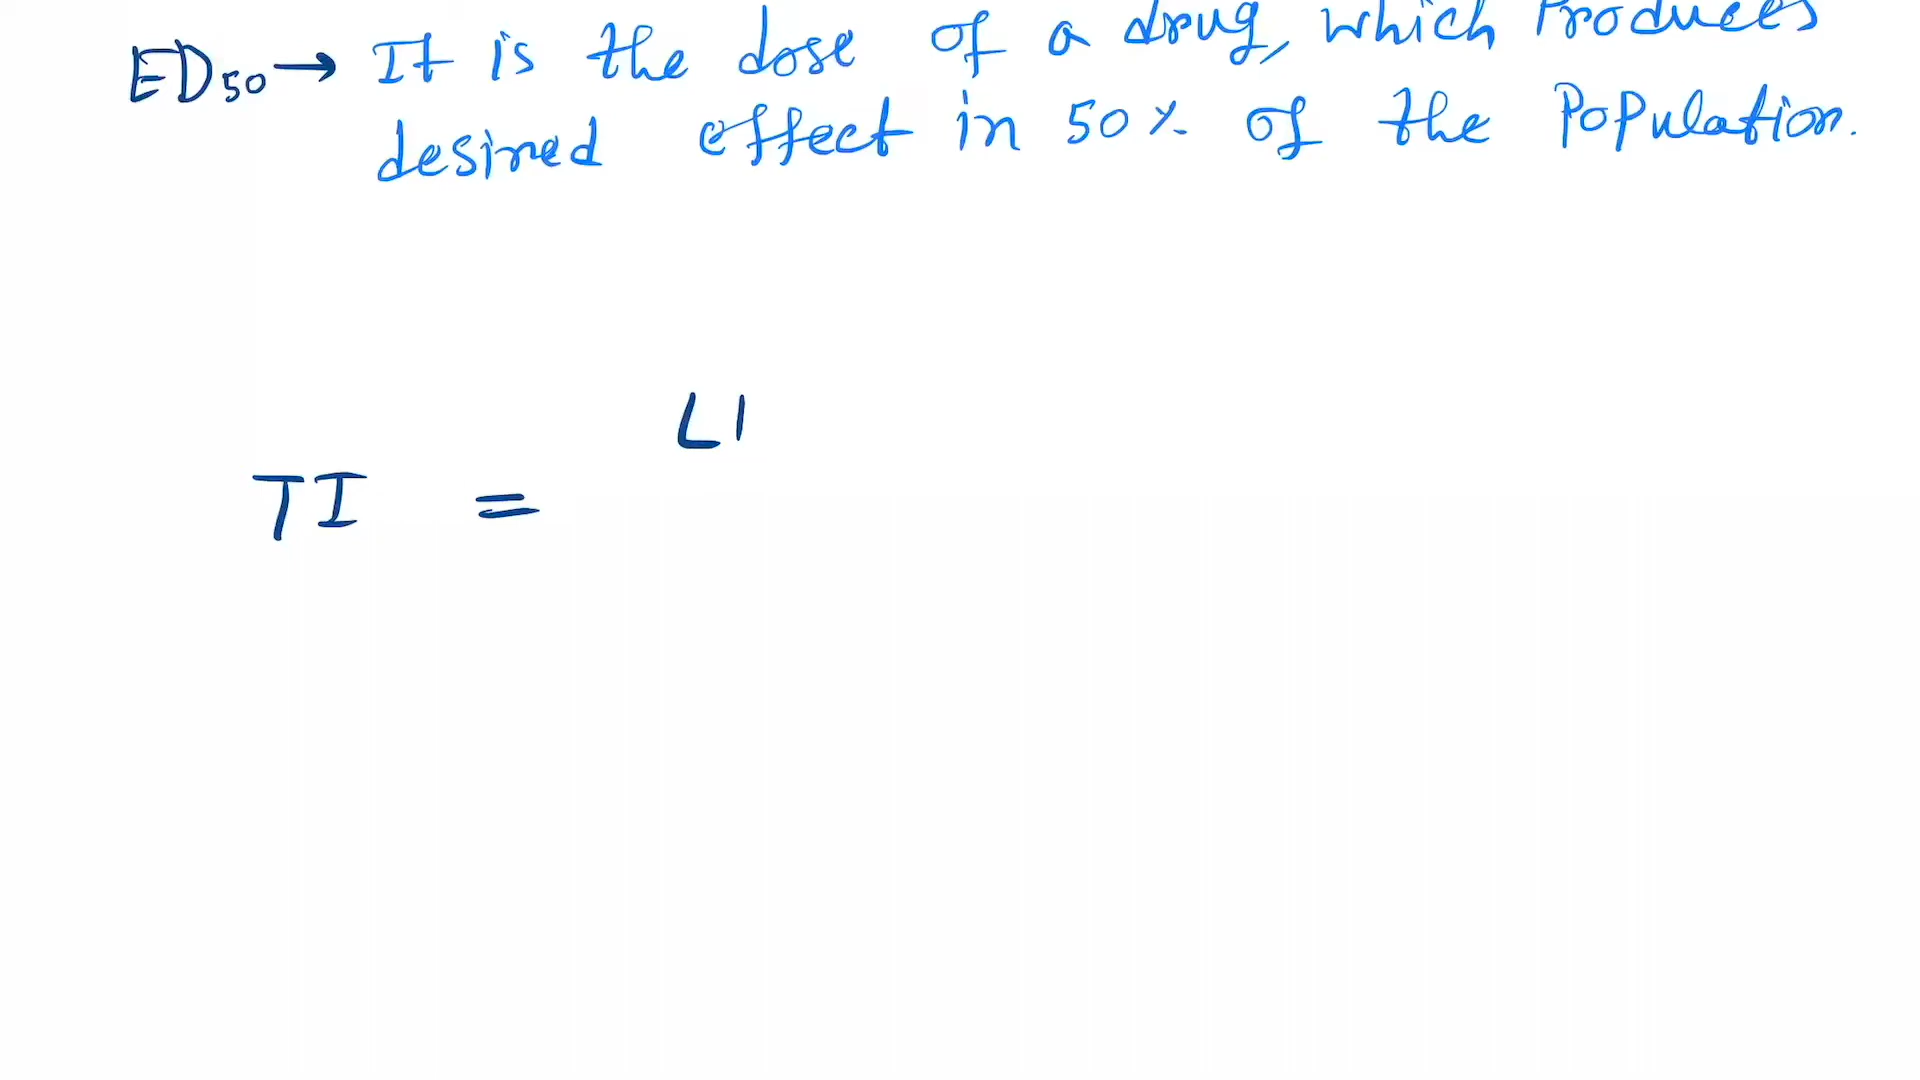 ED50→ It is the dose of a drug, which Produces
desired effect in 50% of the Population.
LI
TI =